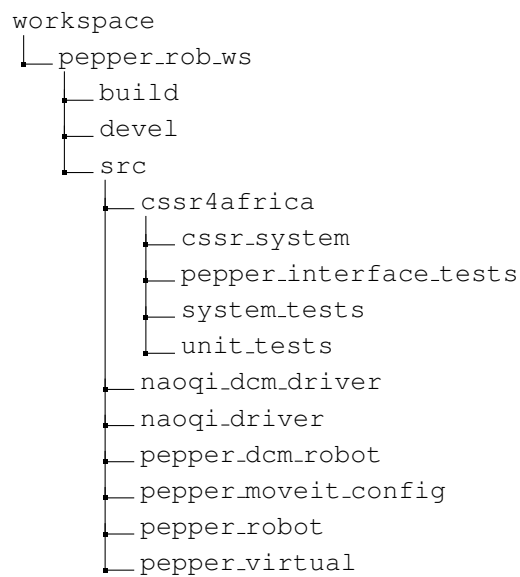 workspace
pepper_rob_ws
build
devel
src
cssr4africa
cssr_system
pepper_interface_tests
system_tests
unit_tests
naoqi_dcm_driver
naoqi_driver
pepper_dcm_robot
pepper_moveit_config
pepper_robot
pepper_virtual